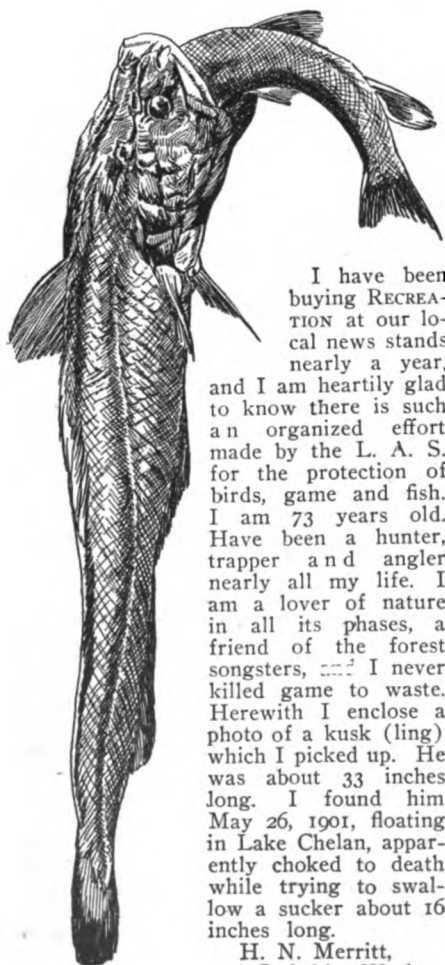 I have been
buying RECREA-
TION at our lo-
cal news stands
nearly a year,
and I am heartily glad
to know there is such
an organized effort
made by the L. A. S.
for the protection of
birds, game and fish.
I am 73 years old.
Have been a hunter,
trapper and angler
nearly all my life. I
am a lover of nature
in all its phases, a
friend of the forest
songsters, and I never
killed game to waste.
Herewith I enclose a
photo of a kusk (ling)
which I picked up. He
was about 33 inches
long. I found him
May 26, 1901, floating
in Lake Chelan, appar-
ently choked to death
while trying to swal-
low a sucker about 16
inches long.
H. N. Merritt,